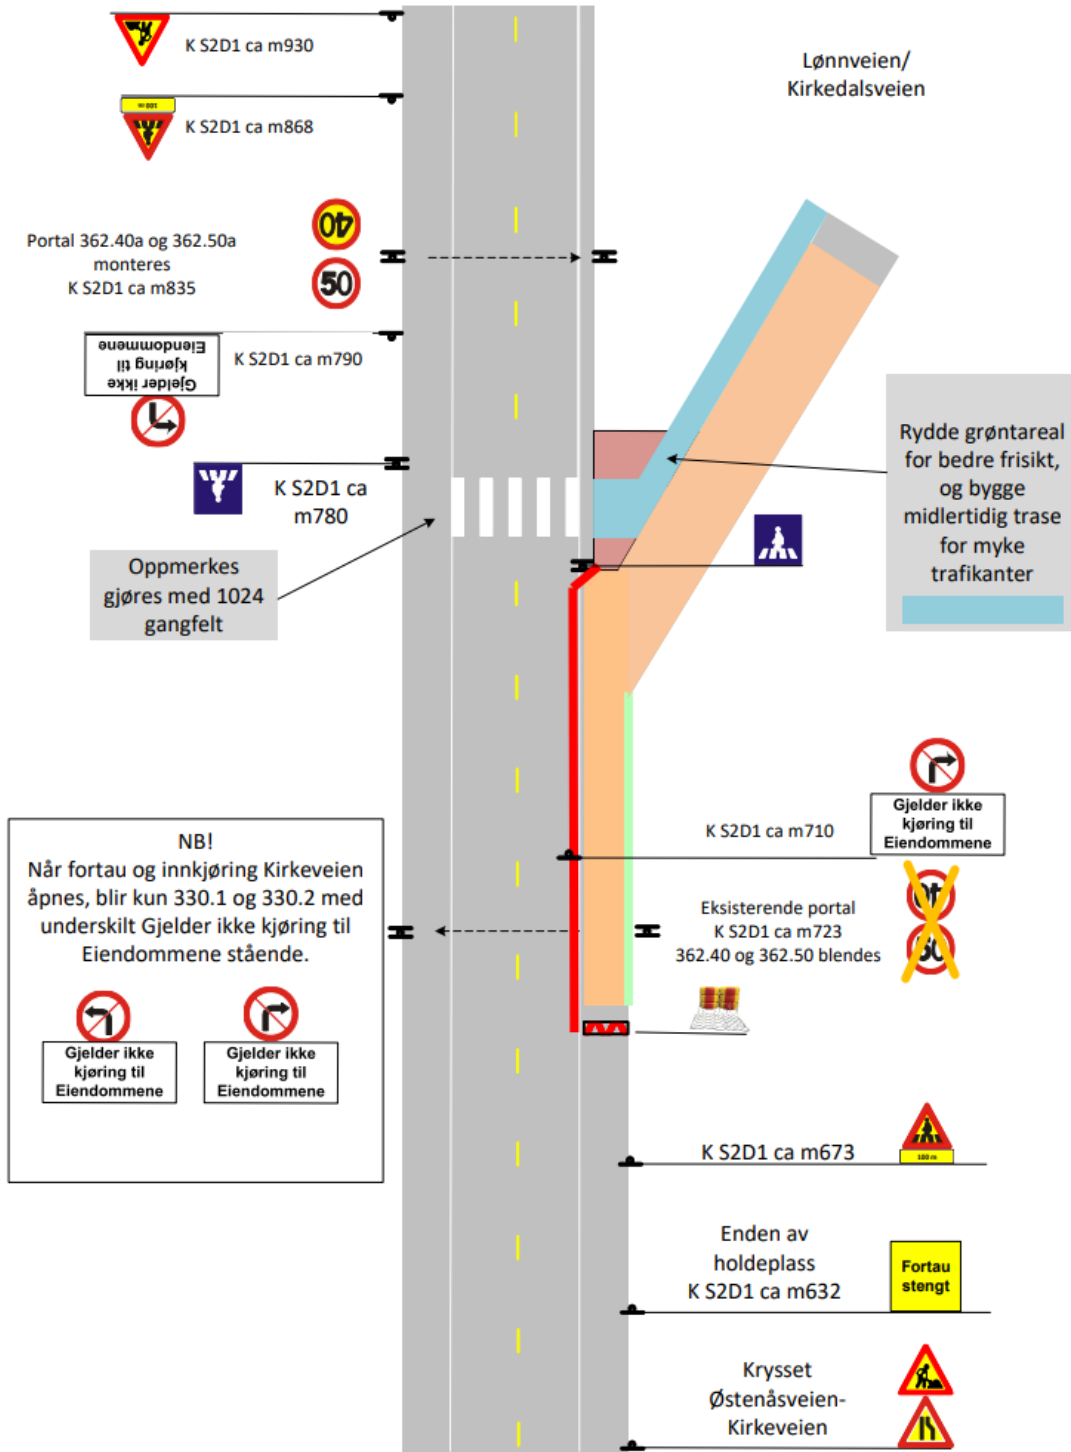 K S2D1 ca m930
Lønnveien/
Kirkedalsveien
100 m
K S2D1 ca m868
40
Portal 362.40a og 362.50a
monteres
K S2D1 ca m835
50
Gjelder ikke
kjøring til
Eiendommene
K S2D1 ca m790
K S2D1 ca
m780
Rydde grøntareal
for bedre frisikt,
og bygge
midlertidig trase
for myke
trafikanter
Oppmerkes
gjøres med 1024
gangfelt
K S2D1 ca m710
Gjelder ikke
kjøring til
Eiendommene
NB!
Når fortau og innkjøring Kirkeveien
åpnes, blir kun 330.1 og 330.2 med
underskilt Gjelder ikke kjøring til
Eiendommene stående.
Gjelder ikke
kjøring til
Eiendommene
Gjelder ikke
kjøring til
Eiendommene
Eksisterende portal
K S2D1 ca m723
362.40 og 362.50 blendes
K S2D1 ca m673
100 m
Enden av
holdeplass
K S2D1 ca m632
Fortau
stengt
Krysset
Østenåsveien-
Kirkeveien